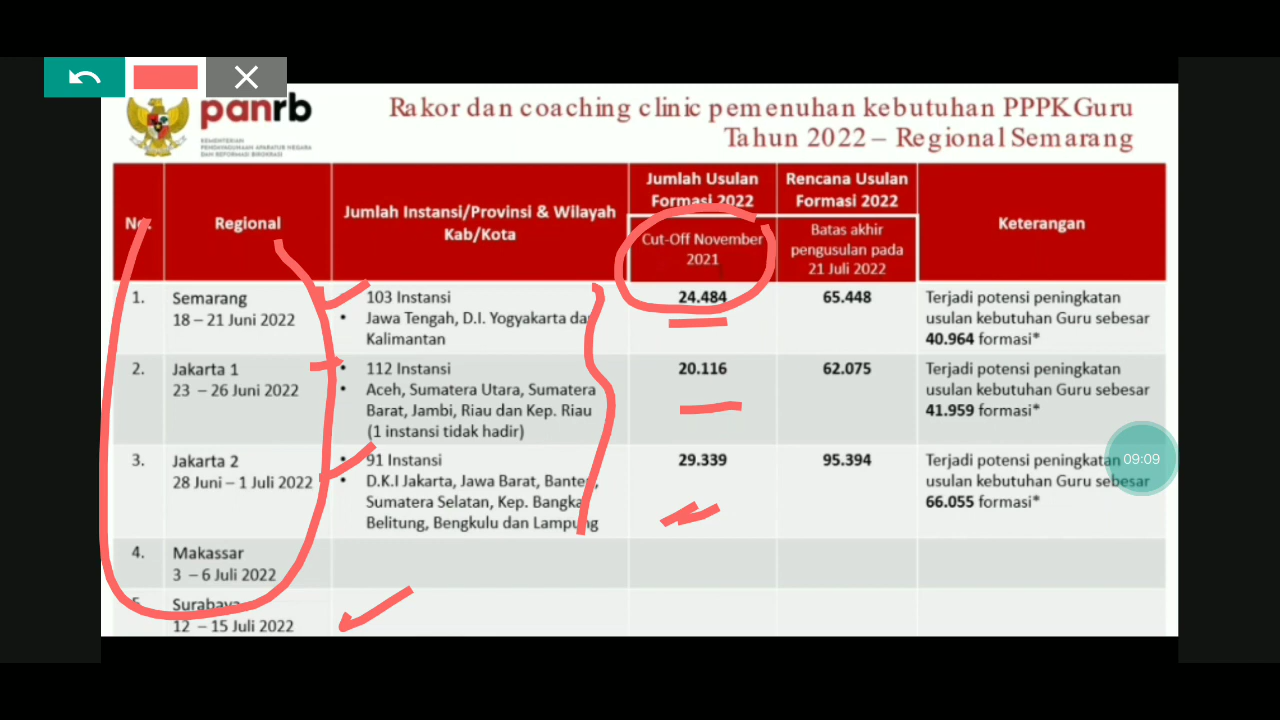 panrb
KEMENTERIAN
PENDAYAGUNAAN APARATUR NEGARA
DAN REFORMASI BIROKRASI
Rakor dan coaching clinic pemenuhan kebutuhan PPPK Guru
Tahun 2022 – Regional Semarang
No.
Regional
Jumlah Instansi/Provinsi & Wilayah
Kab/Kota
Jumlah Usulan
Formasi 2022
Cut-Off November
2021
Rencana Usulan
Formasi 2022
Batas akhir
pengusulan pada
21 Juli 2022
Keterangan
1.
Semarang
18 – 21 Juni 2022
103 Instansi
• Jawa Tengah, D.I. Yogyakarta dan
Kalimantan
24.484
65.448
Terjadi potensi peningkatan
usulan kebutuhan Guru sebesar
40.964 formasi*
2.
Jakarta 1
23 – 26 Juni 2022
• 112 Instansi
• Aceh, Sumatera Utara, Sumatera
Barat, Jambi, Riau dan Kep. Riau
(1 instansi tidak hadir)
20.116
62.075
Terjadi potensi peningkatan
usulan kebutuhan Guru sebesar
41.959 formasi*
3.
Jakarta 2
28 Juni – 1 Juli 2022
• 91 Instansi
• D.K.I Jakarta, Jawa Barat, Banten,
Sumatera Selatan, Kep. Bangka
Belitung, Bengkulu dan Lampung
29.339
95.394
Terjadi potensi peningkatan
usulan kebutuhan Guru sebesar
66.055 formasi*
09:09
4.
Makassar
3 – 6 Juli 2022
5.
Surabaya
12 – 15 Juli 2022